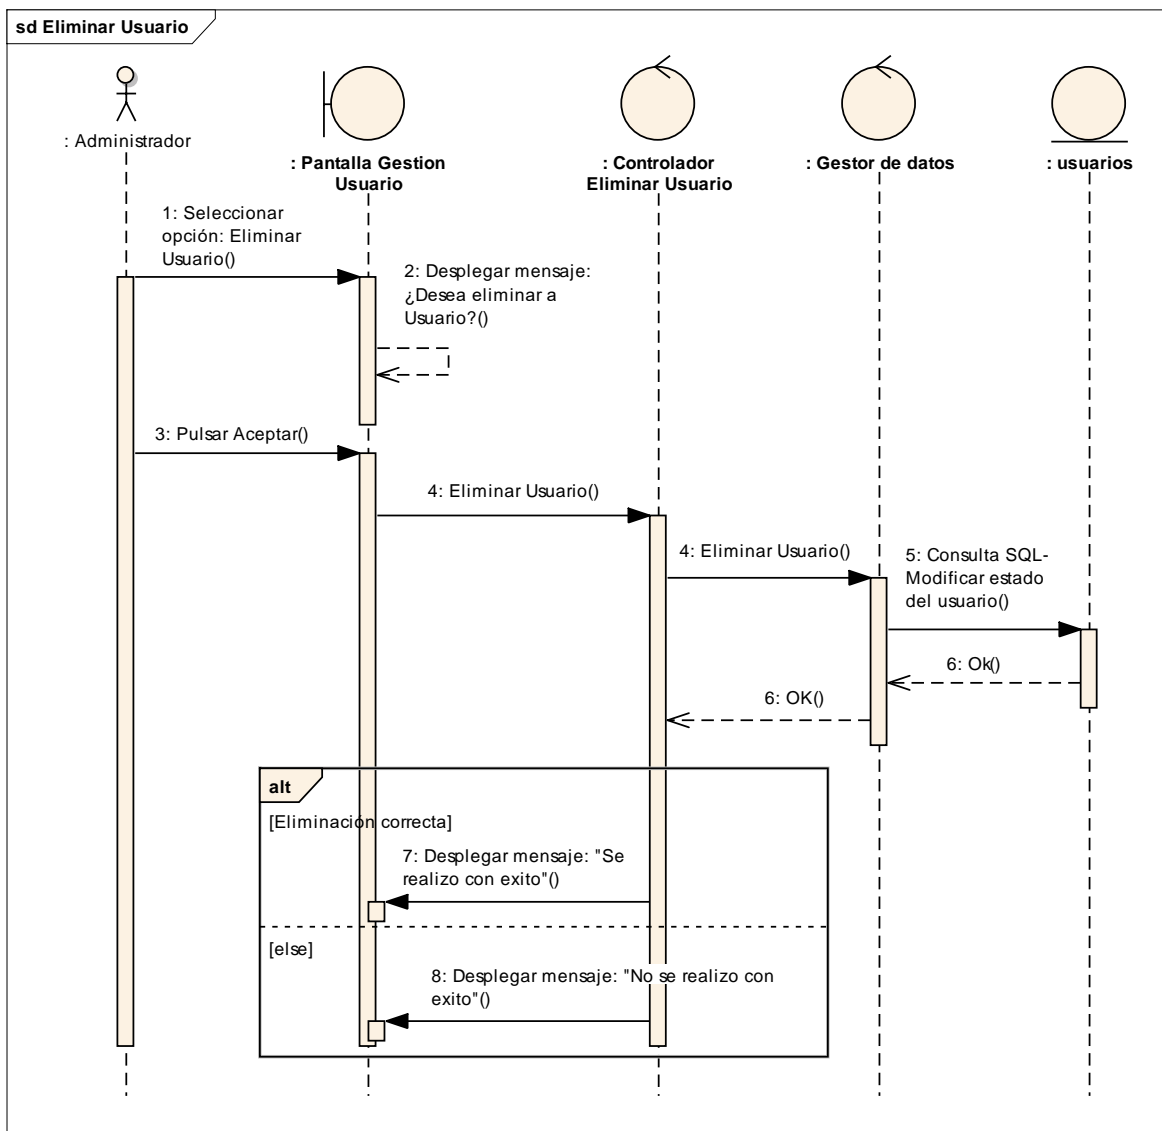 sd Eliminar Usuario
: Administrador
: Pantalla Gestion
Usuario
: Controlador
Eliminar Usuario
: Gestor de datos
: usuarios
1: Seleccionar
opción: Eliminar
Usuario()
2: Desplegar mensaje:
¿Desea eliminar a
Usuario?()
3: Pulsar Aceptar()
4: Eliminar Usuario()
4: Eliminar Usuario()
5: Consulta SQL-
Modificar estado
del usuario()
6: Ok()
6: OK()
alt
[Eliminación correcta]
7: Desplegar mensaje: "Se
realizo con exito"()
[else]
8: Desplegar mensaje: "No se realizo con
exito"()